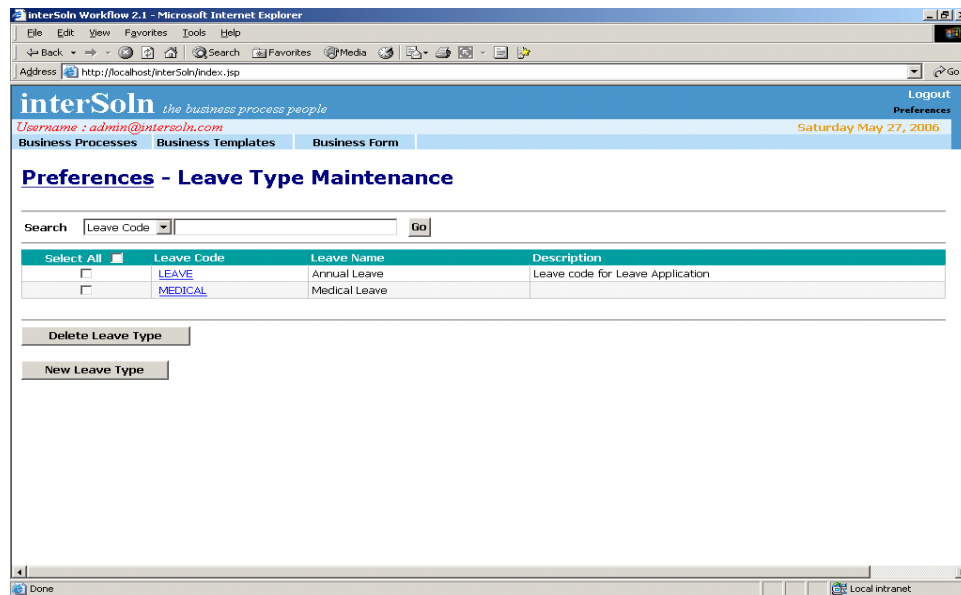 interSoln Workflow 2.1 - Microsoft Internet Explorer
File Edit View Favorites Tools Help
Back Search Favorites Media
Address http://localhost/interSoln/index.jsp Go
interSoln the business process people Logout
Preferences
Username : admin@intersoln.com Saturday May 27, 2006
Business Processes Business Templates Business Form
Preferences - Leave Type Maintenance
Search Leave Code Go
Select All Leave Code Leave Name Description
LEAVE Annual Leave Leave code for Leave Application
MEDICAL Medical Leave
Delete Leave Type
New Leave Type
Done Local intranet